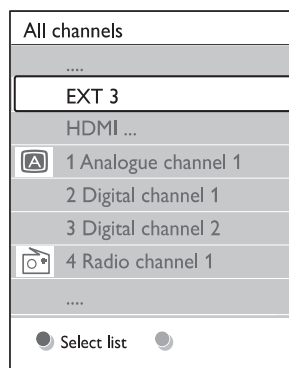 All channels
....
EXT 3
HDMI ...
A 1 Analogue channel 1
2 Digital channel 1
3 Digital channel 2
4 Radio channel 1
....
Select list